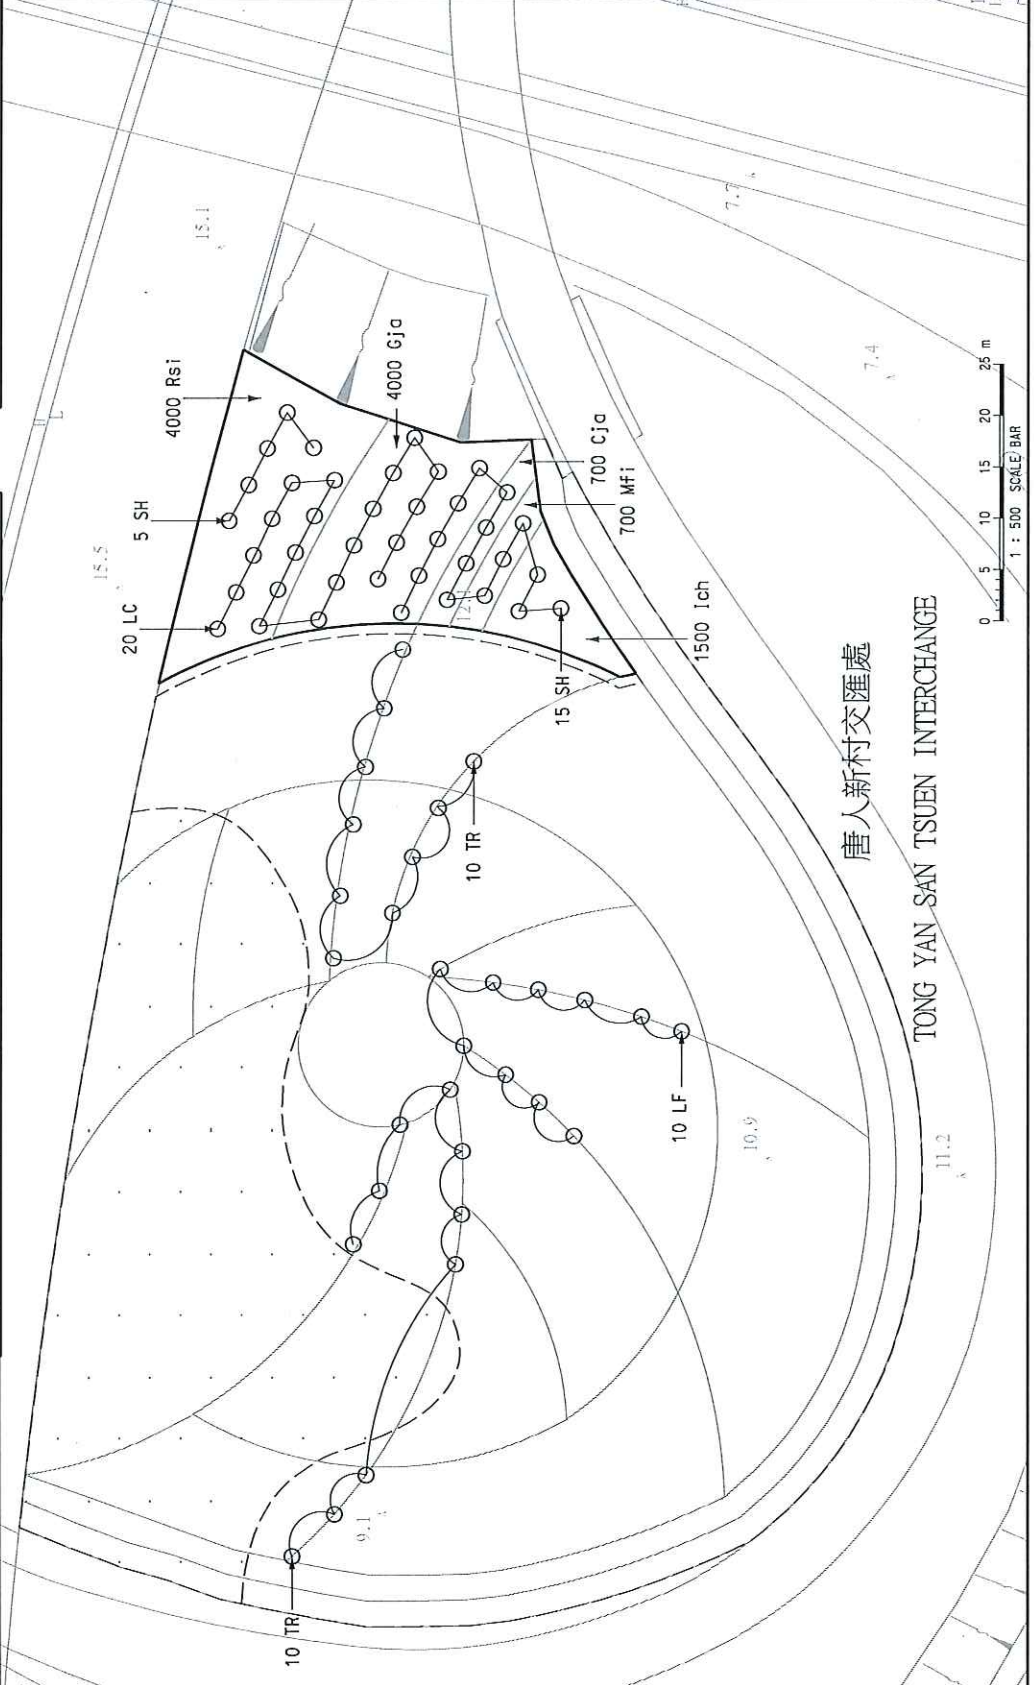 15.1
4000 Rsi
4000 Gja
5 SH
15.5
20 LC
700 Cja
700 Mfi
1500 Ich
15 SH
10 TR
7.4
0 5 10 15 20 25 m
1 : 500 SCALE BAR
唐人新村交匯處
TONG YAN SAN TSUEN INTERCHANGE
10 LF
10.9
11.2
9.1
10 TR